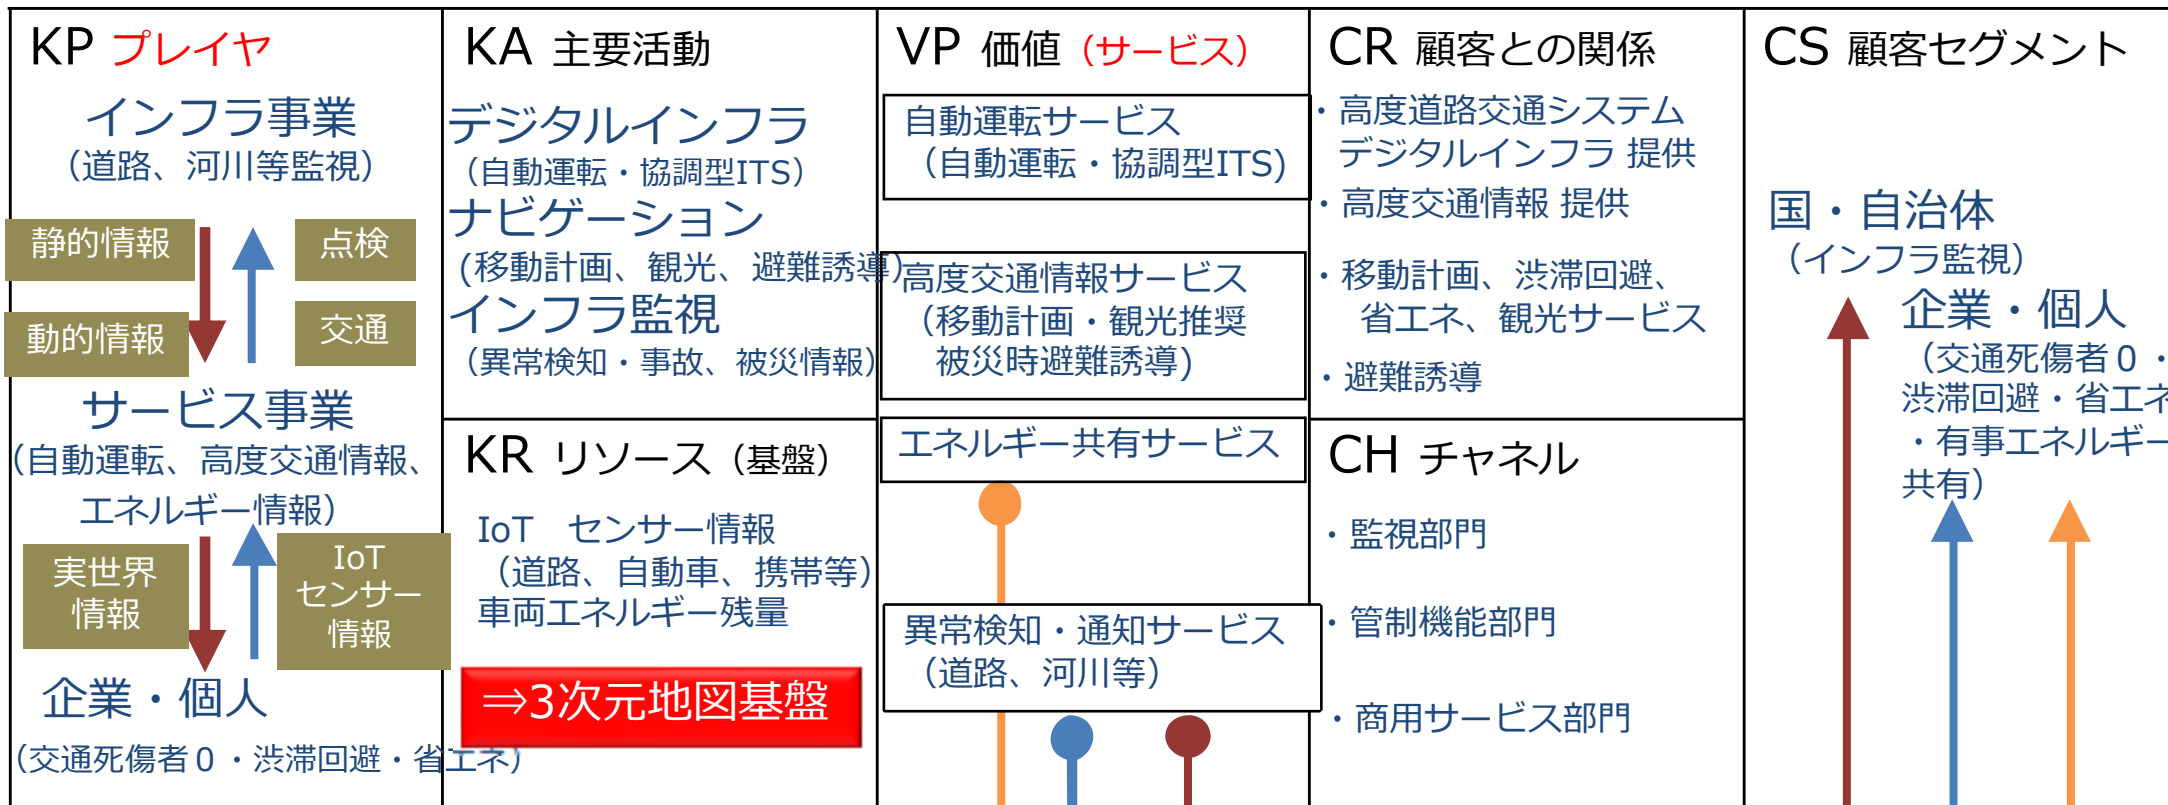 KP プレイヤ
インフラ事業
（道路、河川等監視）
静的情報
点検
動的情報
交通
サービス事業
（自動運転、高度交通情報、
エネルギー情報）
実世界
情報
IoT
センサー
情報
企業・個人
（交通死傷者０・渋滞回避・省エネ）
KA 主要活動
デジタルインフラ
（自動運転・協調型ITS）
ナビゲーション
(移動計画、観光、避難誘導）
インフラ監視
（異常検知・事故、被災情報）
KR リソース（基盤）
IoT　センサー情報
（道路、自動車、携帯等）
車両エネルギー残量
⇒3次元地図基盤
VP 価値（サービス）
自動運転サービス
（自動運転・協調型ITS)
高度交通情報サービス
（移動計画・観光推奨
被災時避難誘導)
エネルギー共有サービス
異常検知・通知サービス
（道路、河川等）
CR 顧客との関係
・高度道路交通システム
デジタルインフラ 提供
・高度交通情報 提供
・移動計画、渋滞回避、
省エネ、観光サービス
・避難誘導
CH チャネル
・監視部門
・管制機能部門
・商用サービス部門
CS 顧客セグメント
国・自治体
（インフラ監視）
企業・個人
（交通死傷者０・
渋滞回避・省エネ
・有事エネルギー
共有）